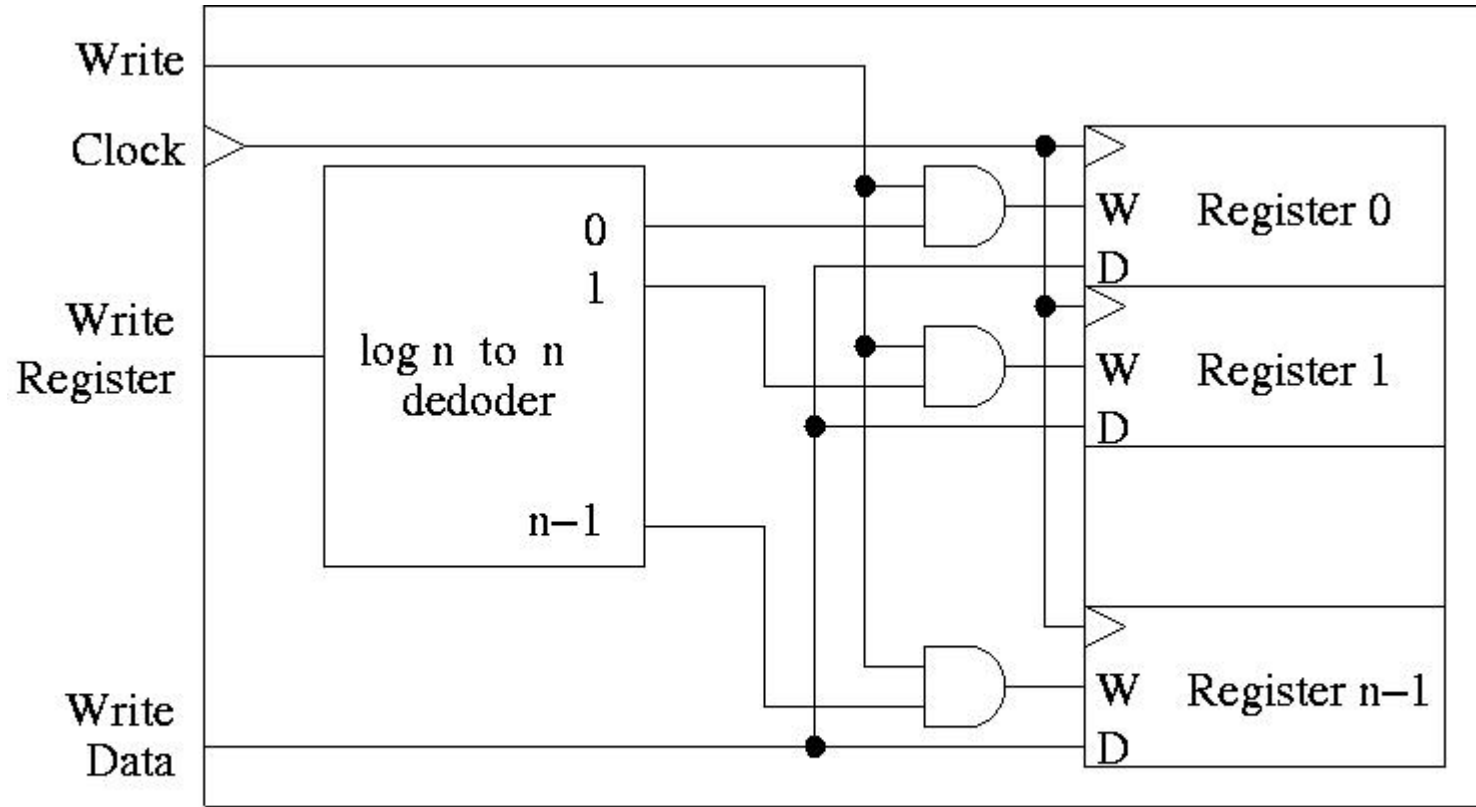 Write
Clock
Write
Register
0
1
log n to n
dedoder
n−1
Write
Data
W Register 0
D
W Register 1
D
W Register n−1
D